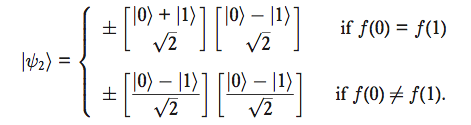 ± [ |0⟩ + |1⟩ / √2 ] [ |0⟩ − |1⟩ / √2 ] if f(0) = f(1)
|ψ₂⟩ = {
± [ |0⟩ − |1⟩ / √2 ] [ |0⟩ − |1⟩ / √2 ] if f(0) ≠ f(1).